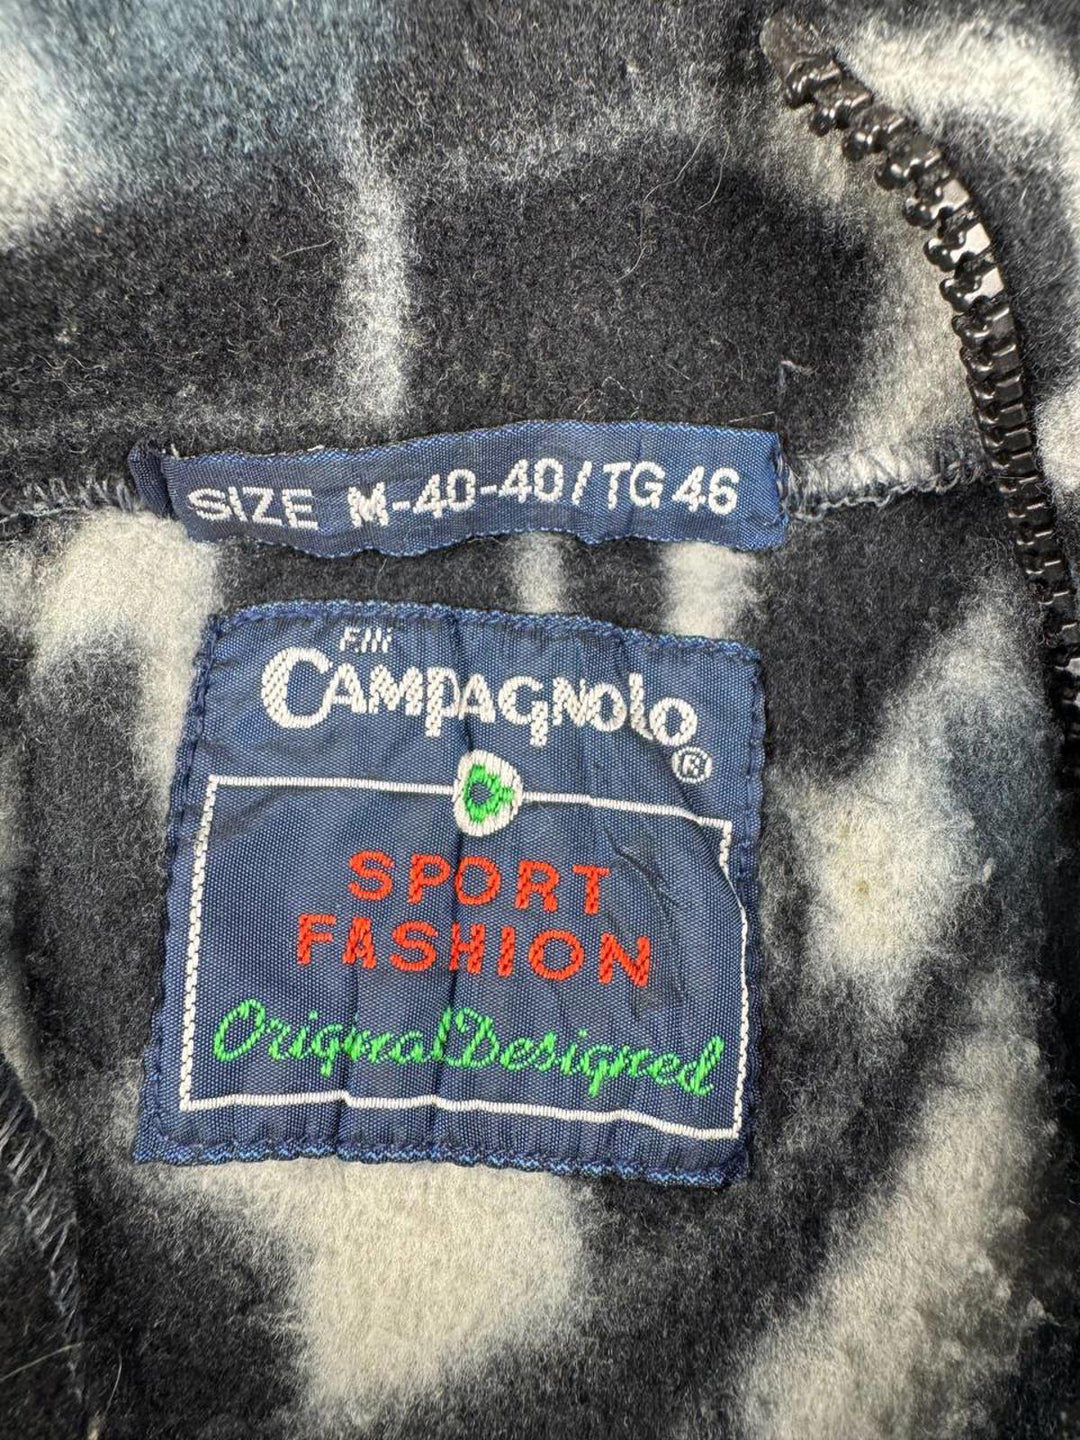 SIZE M-40-40/TG 46
F.lli
CAMPAGNOLO
®
SPORT
FASHION
Original Designed